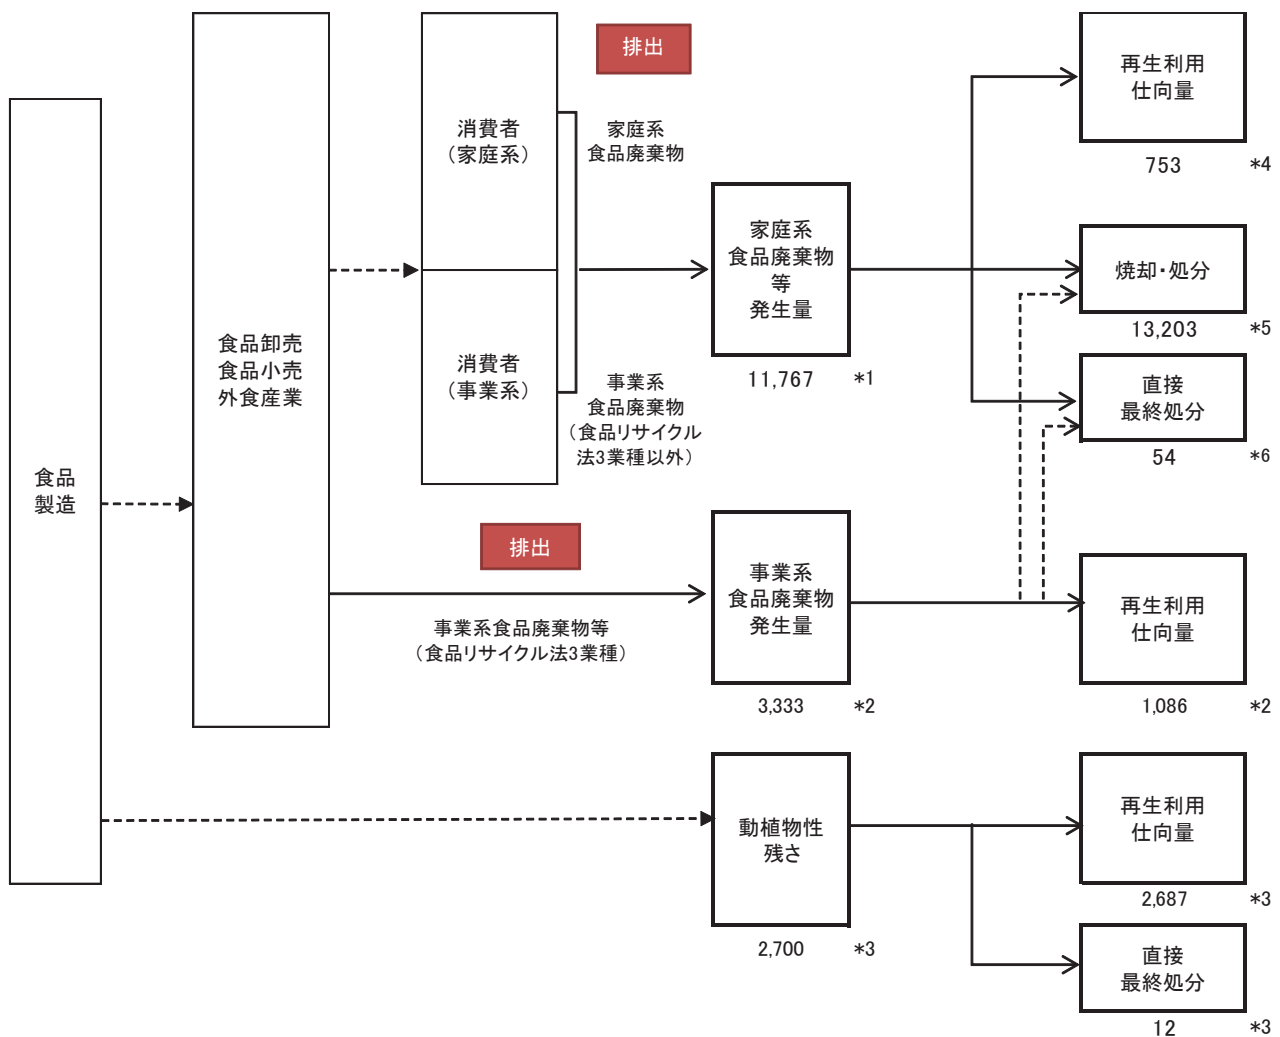 食品
製造
食品卸売
食品小売
外食産業
消費者
（家庭系）
消費者
（事業系）
排出
家庭系
食品廃棄物
事業系
食品廃棄物
（食品リサイクル
法3業種以外）
排出
事業系食品廃棄物等
（食品リサイクル法3業種）
家庭系
食品廃棄物
等
発生量
11,767 *1
事業系
食品廃棄物
発生量
3,333 *2
動植物性
残さ
2,700 *3
再生利用
仕向量
753 *4
焼却・処分
13,203 *5
直接
最終処分
54 *6
再生利用
仕向量
1,086 *2
再生利用
仕向量
2,687 *3
直接
最終処分
12 *3